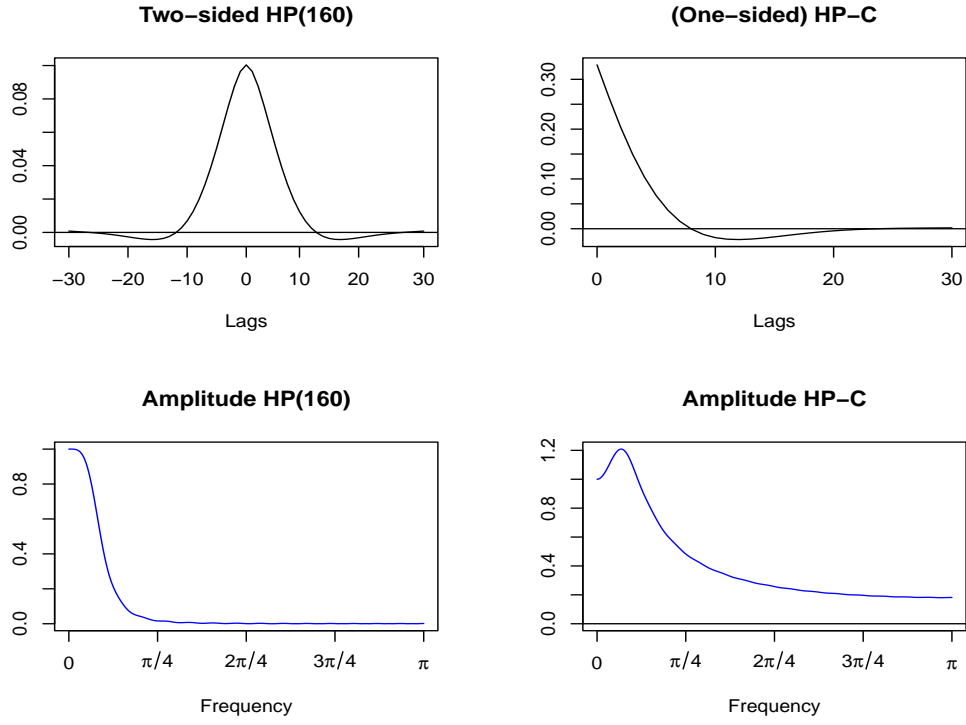 Two−sided HP(160)
0.00 0.04 0.08
−30 −20 −10 0 10 20 30
Lags
(One−sided) HP−C
0.00 0.10 0.20 0.30
0 10 20 30
Lags
Amplitude HP(160)
0.0 0.4 0.8
0 π/4 2π/4 3π/4 π
Frequency
Amplitude HP−C
0.0 0.4 0.8 1.2
0 π/4 2π/4 3π/4 π
Frequency